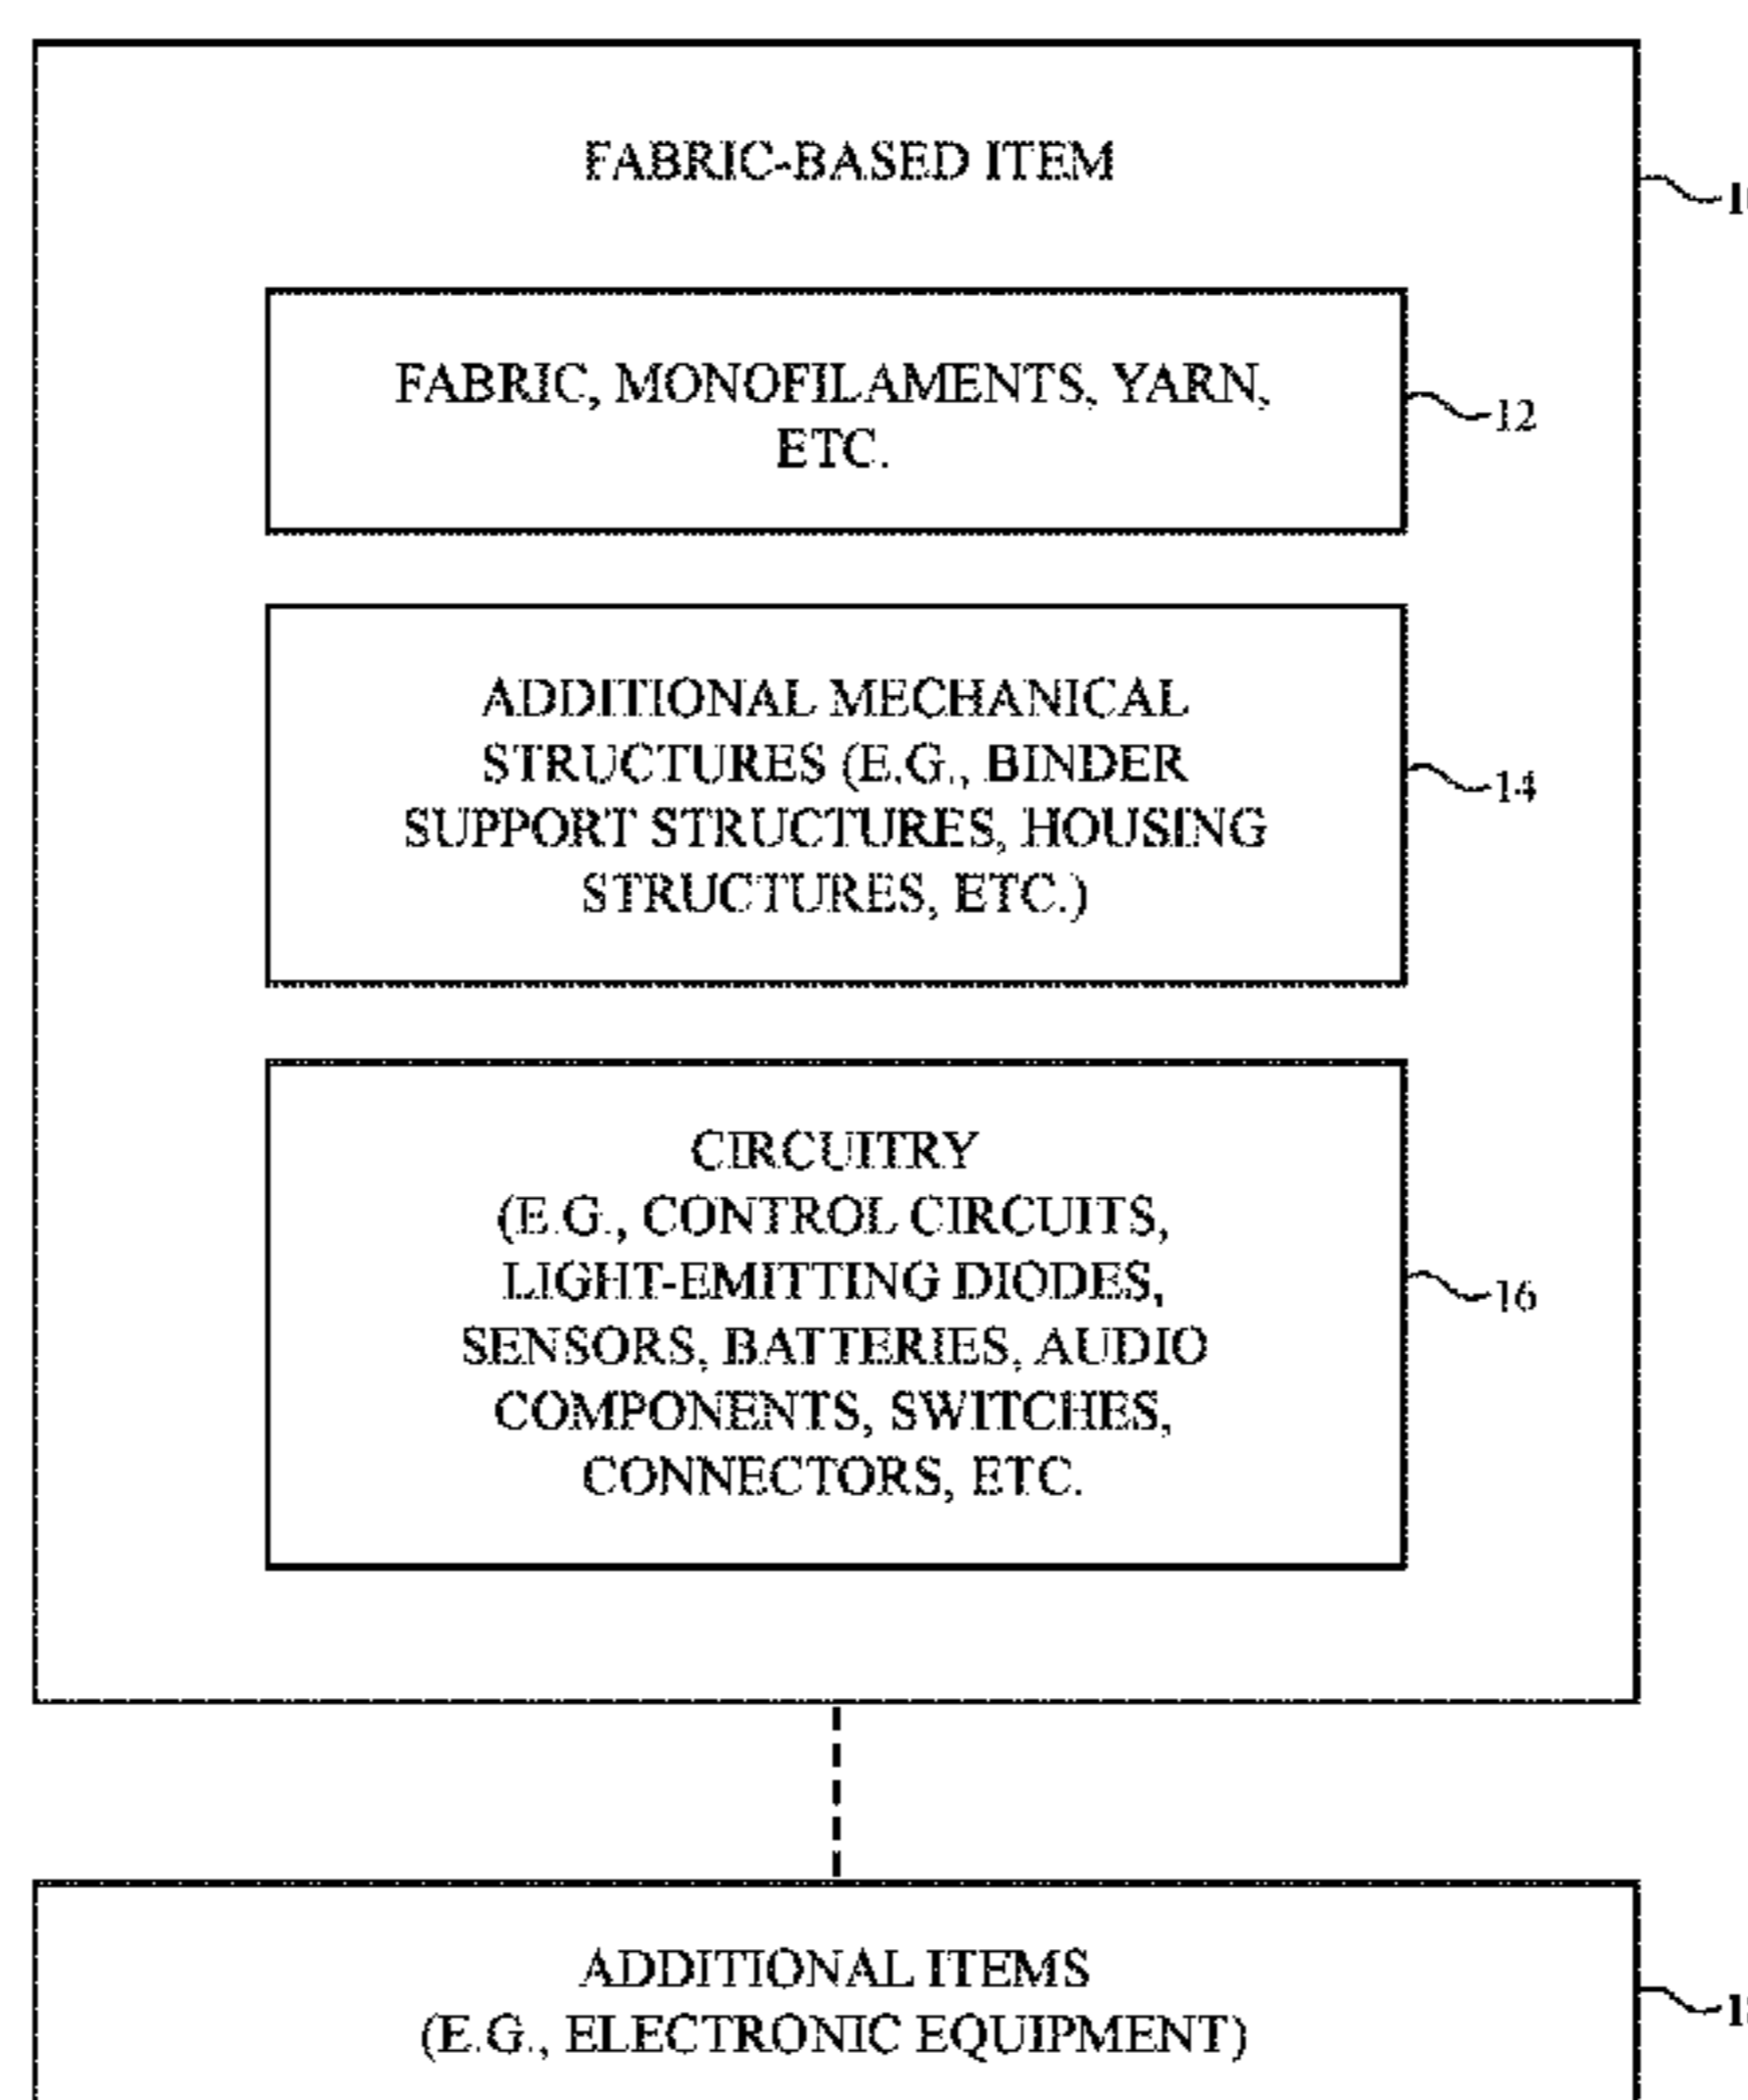 FABRIC-BASED ITEM
FABRIC, MONOFILAMENTS, YARN,
ETC.
12
ADDITIONAL MECHANICAL
STRUCTURES (E.G., BINDER
SUPPORT STRUCTURES, HOUSING
STRUCTURES, ETC.)
14
CIRCUITRY
(E.G., CONTROL CIRCUITS,
LIGHT-EMITTING DIODES,
SENSORS, BATTERIES, AUDIO
COMPONENTS, SWITCHES,
CONNECTORS, ETC.
16
ADDITIONAL ITEMS
(E.G., ELECTRONIC EQUIPMENT)